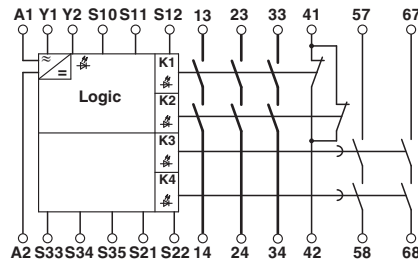 A1 Y1 Y2 S10 S11 S12 13 23 33 41 57 67
K1
Logic
K2
K3
K4
A2 S33 S34 S35 S21 S22 14 24 34 42 58 68